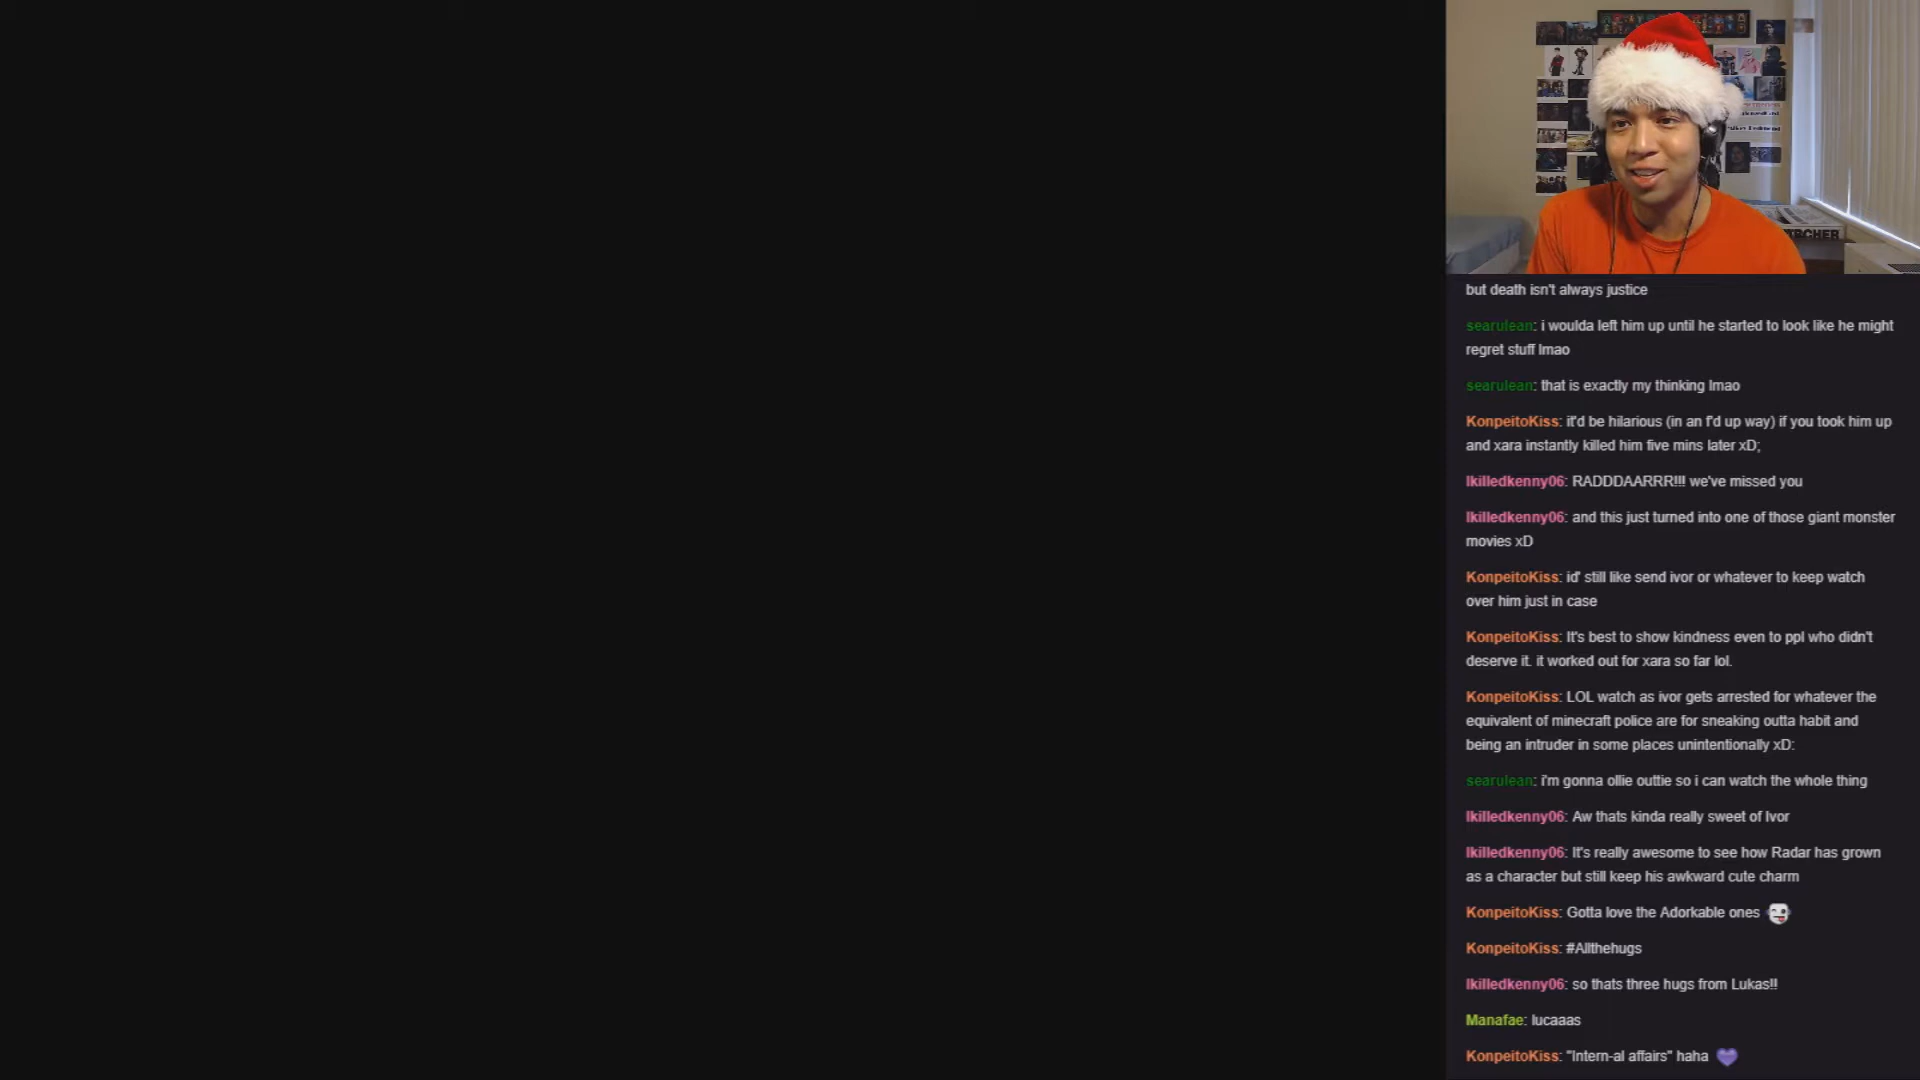 TCHER
but death isn't always justice
searulean: i woulda left him up until he started to look like he might
regret stuff lmao
searulean: that is exactly my thinking lmao
KonpeitoKiss: it'd be hilarious (in an f'd up way) if you took him up
and xara instantly killed him five mins later xD;
Ikilledkenny06: RADDDAARRR!!! we've missed you
Ikilledkenny06: and this just turned into one of those giant monster
movies xD
KonpeitoKiss: id' still like send ivor or whatever to keep watch
over him just in case
KonpeitoKiss: It's best to show kindness even to ppl who didn't
deserve it. it worked out for xara so far lol.
KonpeitoKiss: LOL watch as ivor gets arrested for whatever the
equivalent of minecraft police are for sneaking outta habit and
being an intruder in some places unintentionally xD:
searulean: i'm gonna ollie outtie so i can watch the whole thing
Ikilledkenny06: Aw thats kinda really sweet of Ivor
Ikilledkenny06: It's really awesome to see how Radar has grown
as a character but still keep his awkward cute charm
KonpeitoKiss: Gotta love the Adorkable ones
KonpeitoKiss: #Allthehugs
Ikilledkenny06: so thats three hugs from Lukas!!
Manafae: lucaaas
KonpeitoKiss: "Intern-al affairs" haha